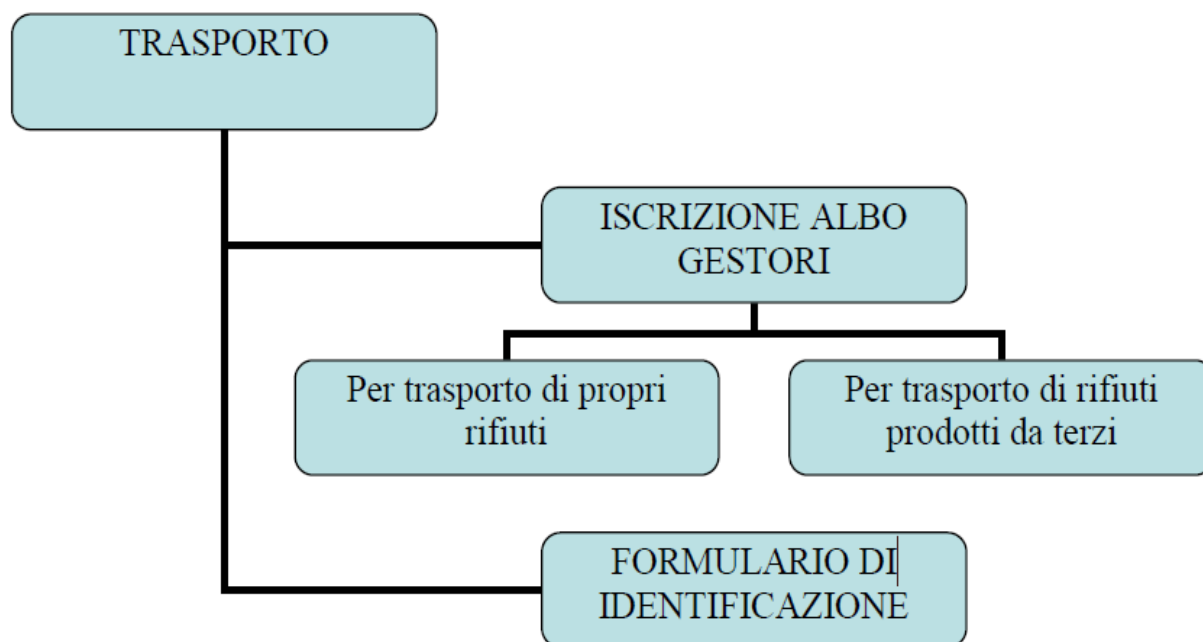 TRASPORTO
ISCRIZIONE ALBO
GESTORI
Per trasporto di propri
rifiuti
Per trasporto di rifiuti
prodotti da terzi
FORMULARIO DI
IDENTIFICAZIONE